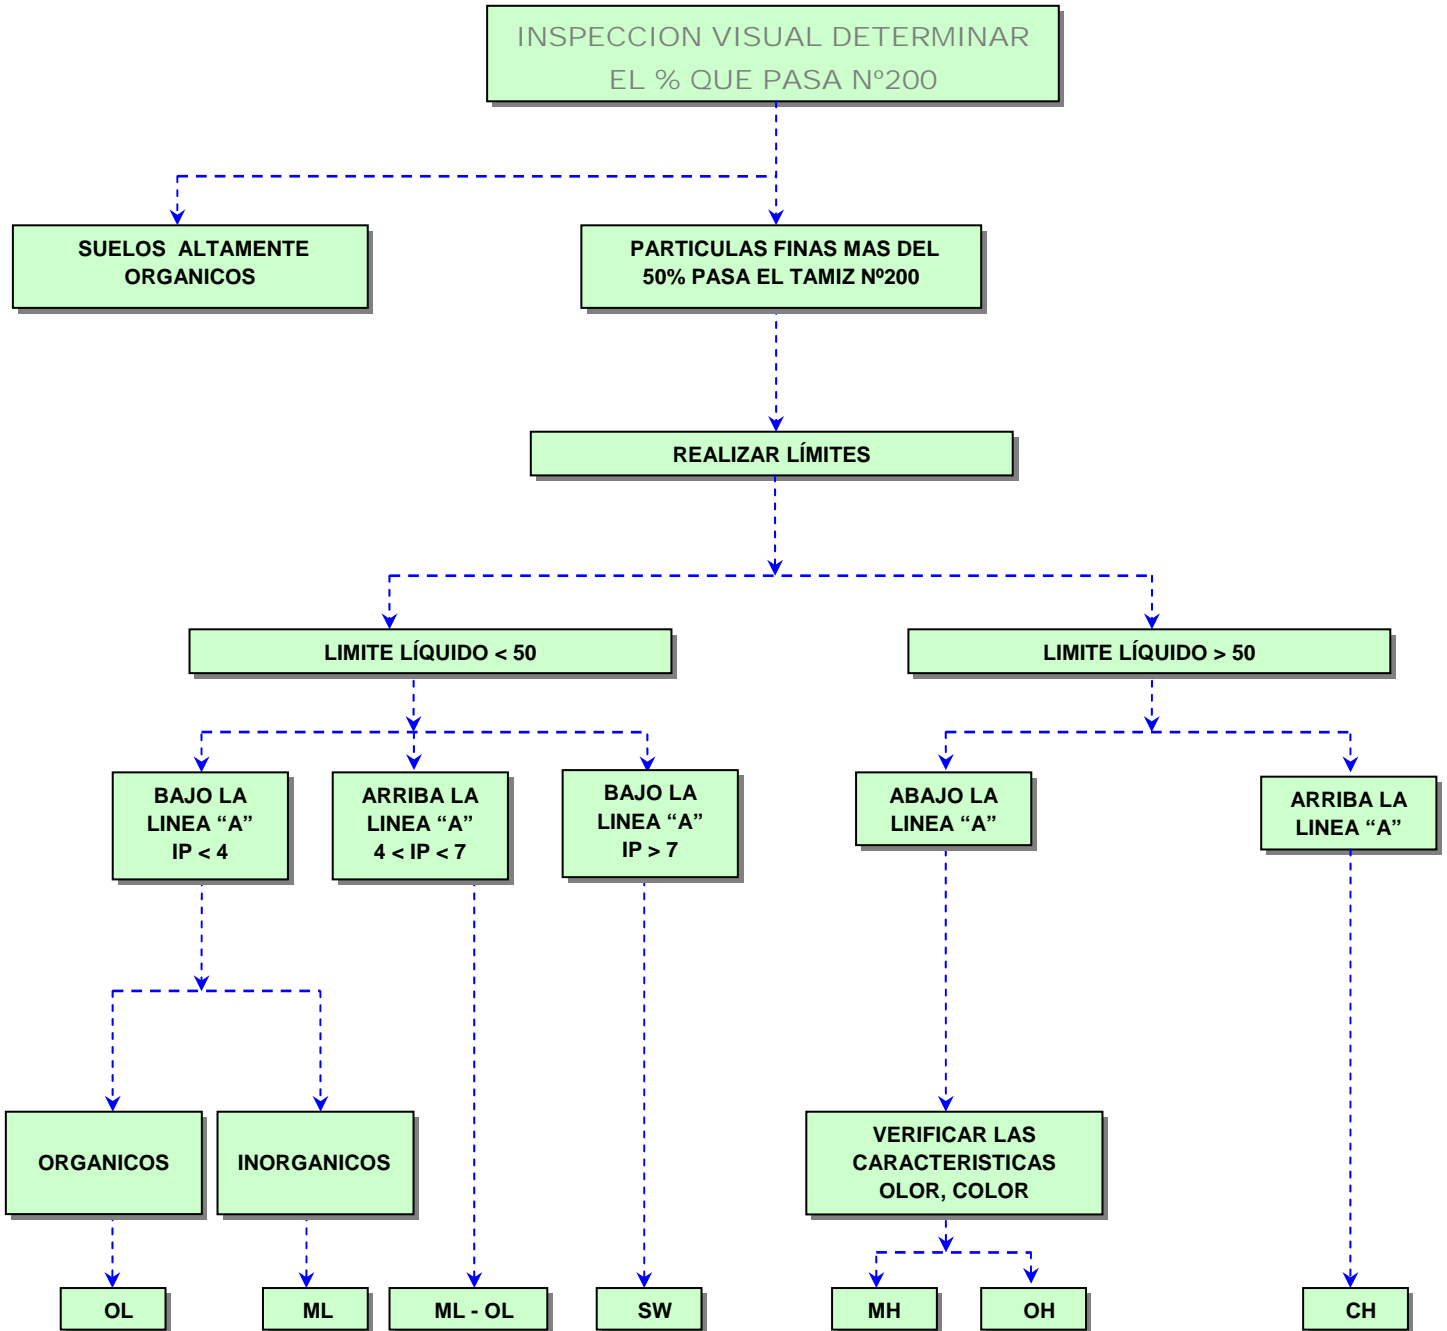 INSPECCION VISUAL DETERMINAR
EL % QUE PASA Nº200
SUELOS ALTAMENTE
ORGANICOS
PARTICULAS FINAS MAS DEL
50% PASA EL TAMIZ Nº200
REALIZAR LÍMITES
LIMITE LÍQUIDO < 50
LIMITE LÍQUIDO > 50
BAJO LA
LINEA “A”
IP < 4
ARRIBA LA
LINEA “A”
4 < IP < 7
BAJO LA
LINEA “A”
IP > 7
ABAJO LA
LINEA “A”
ARRIBA LA
LINEA “A”
ORGANICOS
INORGANICOS
VERIFICAR LAS
CARACTERISTICAS
OLOR, COLOR
OL
ML
ML - OL
SW
MH
OH
CH